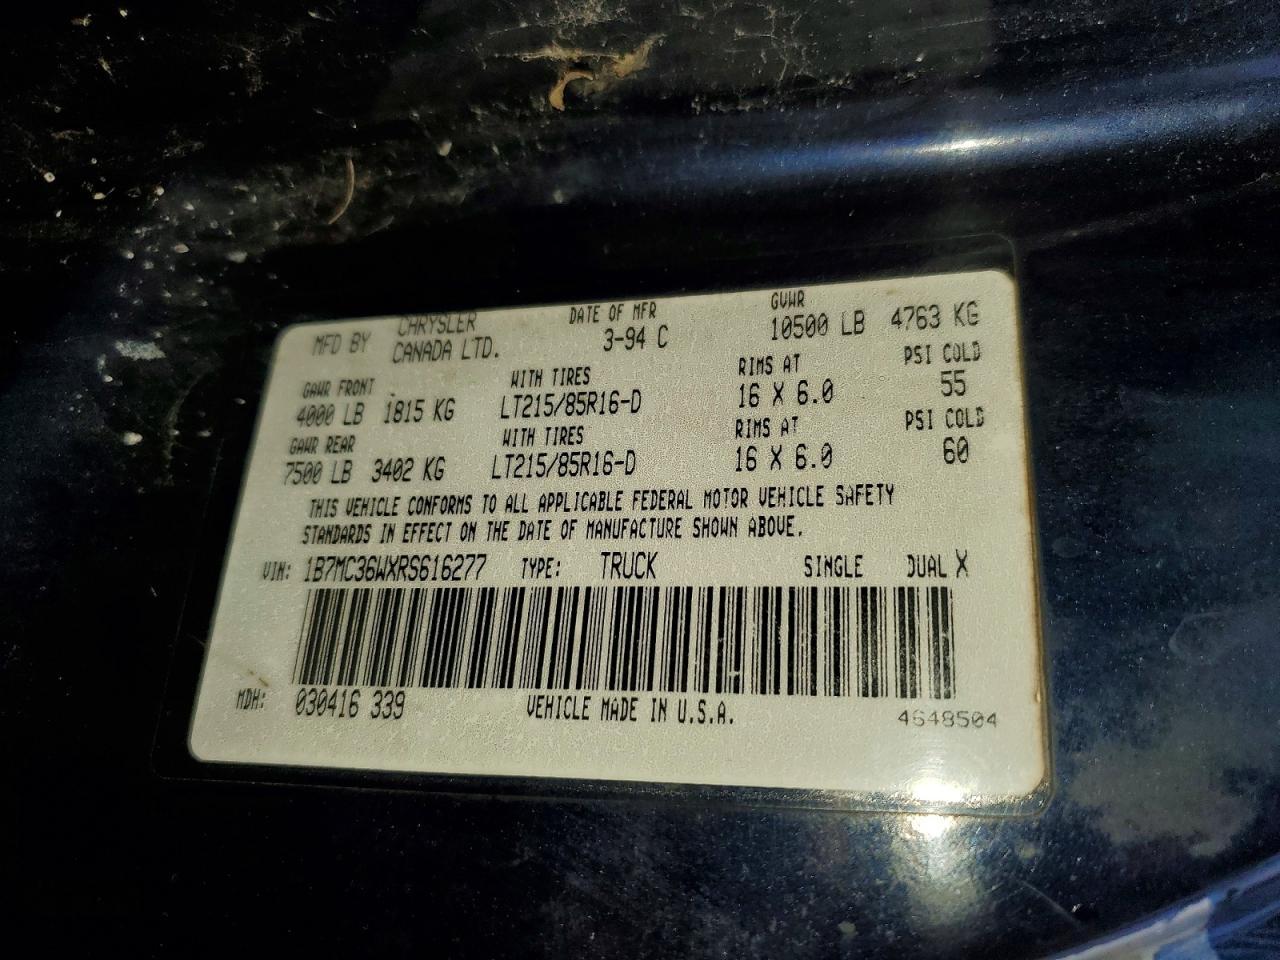 MFD BY CHRYSLER CANADA LTD. DATE OF MFR 3-94 C GVWR 10500 LB 4763 KG
GAWR FRONT WITH TIRES RIMS AT PSI COLD
4000 LB 1815 KG LT215/85R16-D 16 X 6.0 55
GAWR REAR WITH TIRES RIMS AT PSI COLD
7500 LB 3402 KG LT215/85R16-D 16 X 6.0 60
THIS VEHICLE CONFORMS TO ALL APPLICABLE FEDERAL MOTOR VEHICLE SAFETY
STANDARDS IN EFFECT ON THE DATE OF MANUFACTURE SHOWN ABOVE.
VIN: 1B7MC36WXRS616277 TYPE: TRUCK SINGLE DUAL X
MDH: 030416 339 VEHICLE MADE IN U.S.A. 4648504